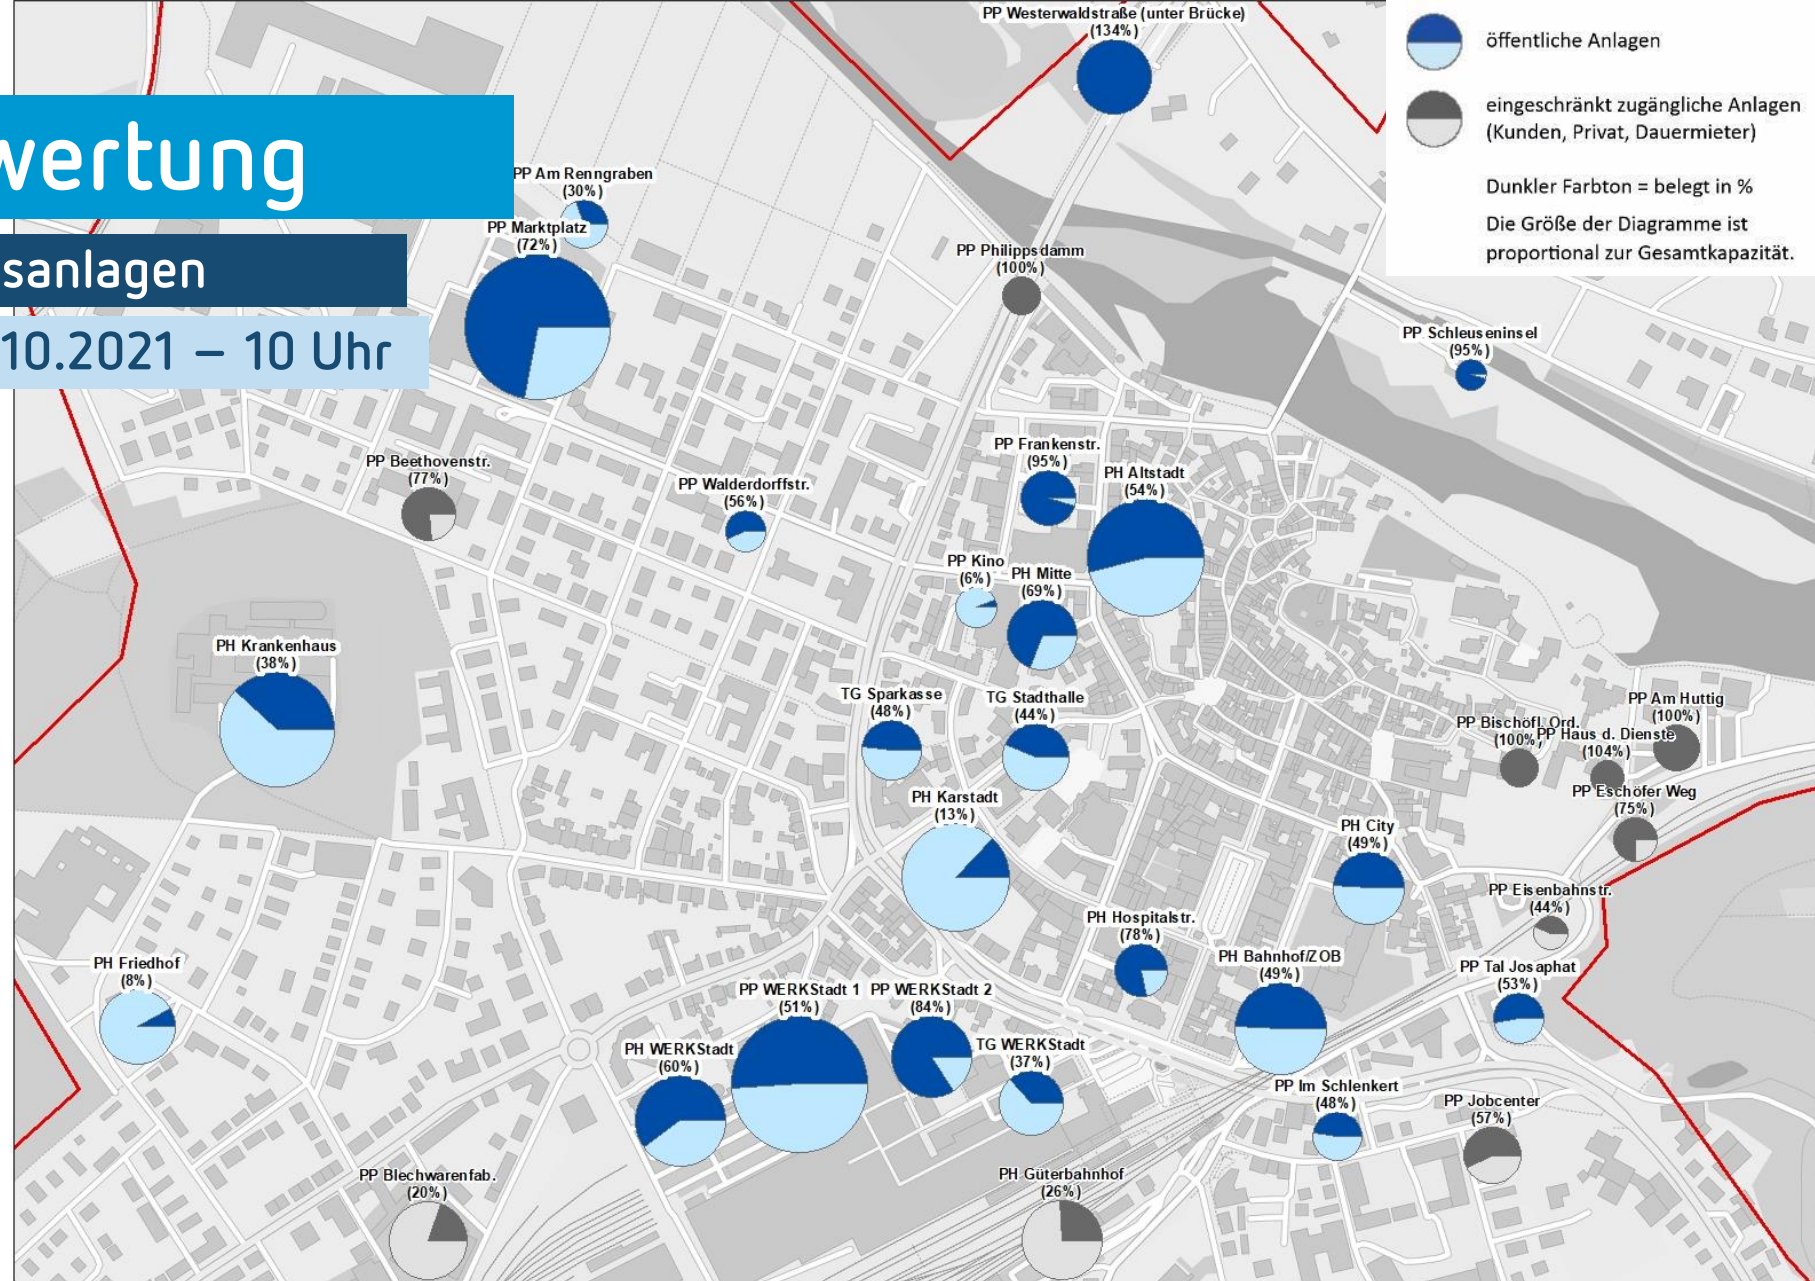 wertung
sanlagen
10.2021 – 10 Uhr
öffentliche Anlagen
eingeschränkt zugängliche Anlagen
(Kunden, Privat, Dauermieter)
Dunkler Farbton = belegt in %
Die Größe der Diagramme ist
proportional zur Gesamtkapazität.
PP Westerwaldstraße (unter Brücke)
(134%)
PP Am Renngraben
(30%)
PP Marktplatz
(72%)
PP Philippsdamm
(100%)
PP Schleuseninsel
(95%)
PP Beethovenstr.
(77%)
PP Walderdorffstr.
(56%)
PP Frankenstr.
(95%)
PH Altstadt
(54%)
PP Kino
(6%)
PH Mitte
(69%)
PH Krankenhaus
(38%)
TG Sparkasse
(48%)
TG Stadthalle
(44%)
PP Am Huttig
(100%)
PP Bischöfl. Ord.
(100%)
PP Haus d. Dienste
(104%)
PP Eschöfer Weg
(75%)
PH Karstadt
(13%)
PH City
(49%)
PP Eisenbahnstr.
(44%)
PH Hospitalstr.
(78%)
PH Bahnhof/ZOB
(49%)
PP Tal Josaphat
(53%)
PH Friedhof
(8%)
PP WERKStadt 1
(51%)
PP WERKStadt 2
(84%)
PH WERKStadt
(60%)
TG WERKStadt
(37%)
PP Im Schlenkert
(48%)
PP Jobcenter
(57%)
PP Blechwarenfab.
(20%)
PH Güterbahnhof
(26%)